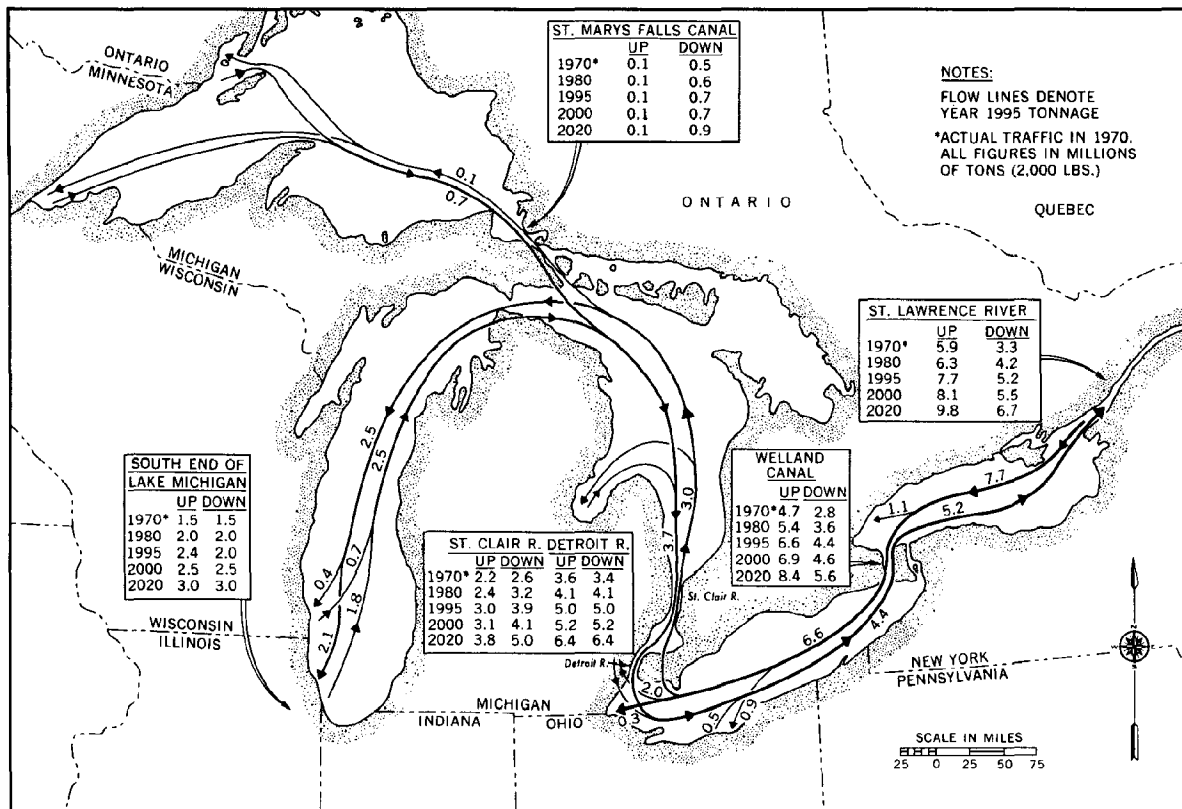 ONTARIO
MINNESOTA
ST. MARYS FALLS CANAL
UP DOWN
1970* 0.1 0.5
1980 0.1 0.6
1995 0.1 0.7
2000 0.1 0.7
2020 0.1 0.9
NOTES:
FLOW LINES DENOTE
YEAR 1995 TONNAGE
*ACTUAL TRAFFIC IN 1970.
ALL FIGURES IN MILLIONS
OF TONS (2,000 LBS.)
0.1
0.7
ONTARIO
QUEBEC
MICHIGAN
WISCONSIN
ST. LAWRENCE RIVER
UP DOWN
1970* 5.9 3.3
1980 6.3 4.2
1995 7.7 5.2
2000 8.1 5.5
2020 9.8 6.7
2.5
2.5
SOUTH END OF
LAKE MICHIGAN
UP DOWN
1970* 1.5 1.5
1980 2.0 2.0
1995 2.4 2.0
2000 2.5 2.5
2020 3.0 3.0
WELLAND
CANAL
UP DOWN
1970* 4.7 2.8
1980 5.4 3.6
1995 6.6 4.4
2000 6.9 4.6
2020 8.4 5.6
7.7
1.1
5.2
3.0
3.7
ST. CLAIR R. DETROIT R.
UP DOWN UP DOWN
1970* 2.2 2.6 3.6 3.4
1980 2.4 3.2 4.1 4.1
1995 3.0 3.9 5.0 5.0
2000 3.1 4.1 5.2 5.2
2020 3.8 5.0 6.4 6.4
0.4
0.7
1.8
2.1
St. Clair R.
WISCONSIN
ILLINOIS
6.6
4.4
Detroit R.
2.0
0.3
0.5
0.9
NEW YORK
PENNSYLVANIA
MICHIGAN
INDIANA
OHIO
SCALE IN MILES
25 0 25 50 75